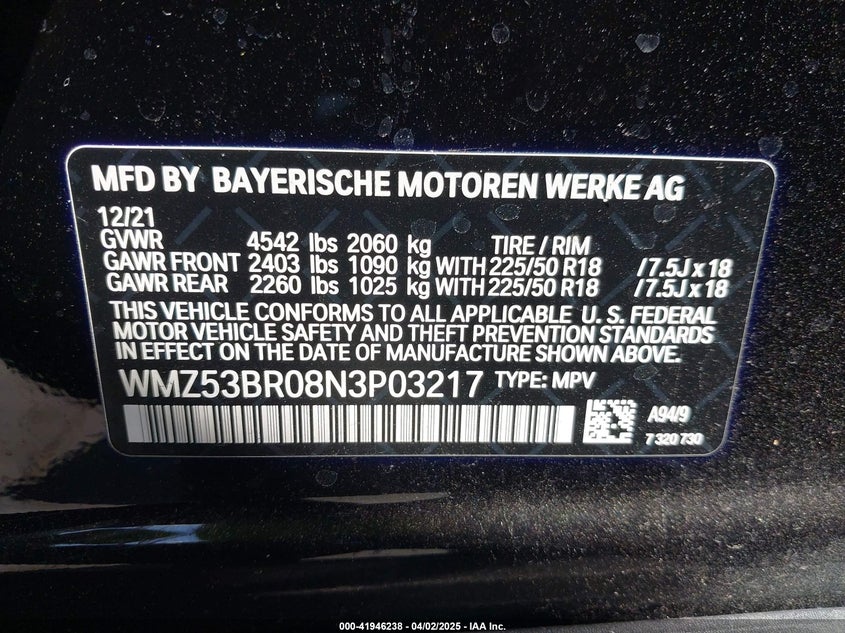 MFD BY BAYERISCHE MOTOREN WERKE AG
12/21
GVWR 4542 lbs 2060 kg TIRE / RIM
GAWR FRONT 2403 lbs 1090 kg WITH 225/50 R18 /7.5J x 18
GAWR REAR 2260 lbs 1025 kg WITH 225/50 R18 /7.5J x 18
THIS VEHICLE CONFORMS TO ALL APPLICABLE U. S. FEDERAL
MOTOR VEHICLE SAFETY AND THEFT PREVENTION STANDARDS
IN EFFECT ON THE DATE OF MANUFACTURE SHOWN ABOVE.
WMZ53BR08N3P03217 TYPE: MPV
A94/9
7 320 730
000-41946238 - 04/02/2025 - IAA Inc.